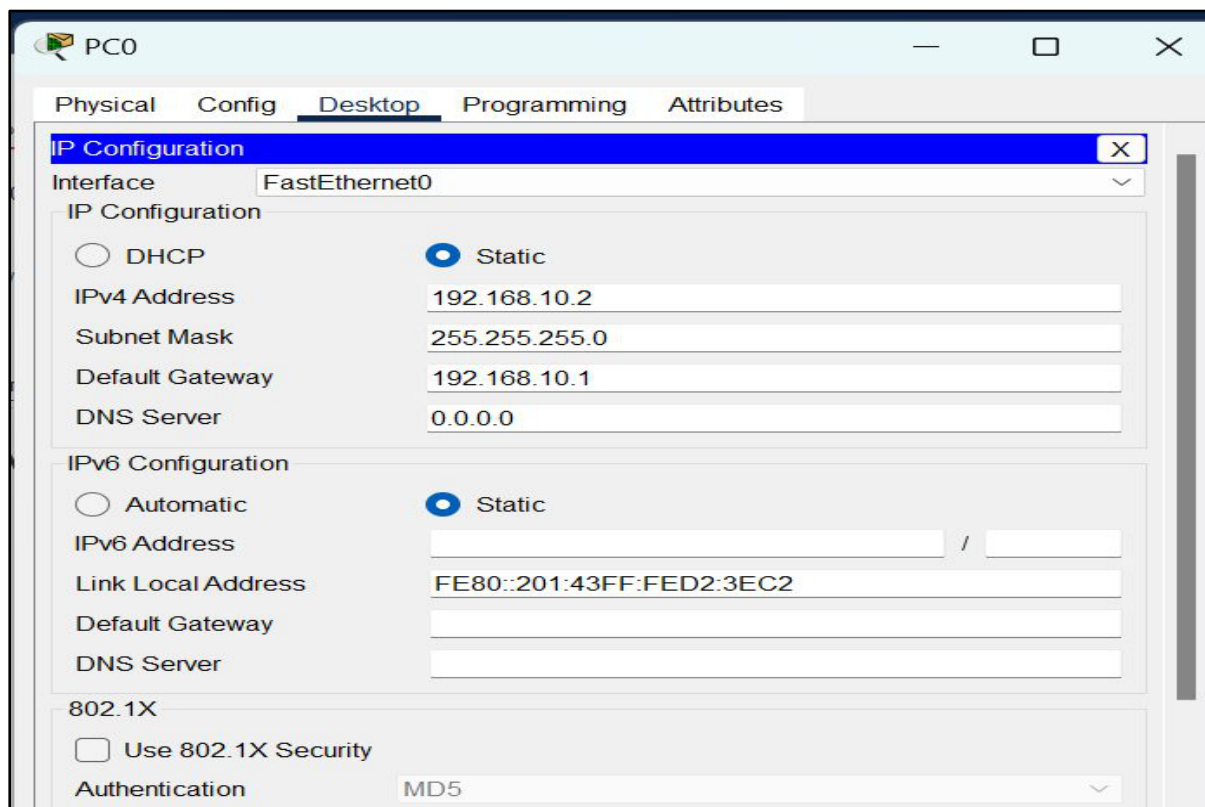 PC0
Physical Config Desktop Programming Attributes
IP Configuration X
Interface FastEthernet0
IP Configuration
DHCP Static
IPv4 Address 192.168.10.2
Subnet Mask 255.255.255.0
Default Gateway 192.168.10.1
DNS Server 0.0.0.0
IPv6 Configuration
Automatic Static
IPv6 Address /
Link Local Address FE80::201:43FF:FED2:3EC2
Default Gateway
DNS Server
802.1X
Use 802.1X Security
Authentication MD5